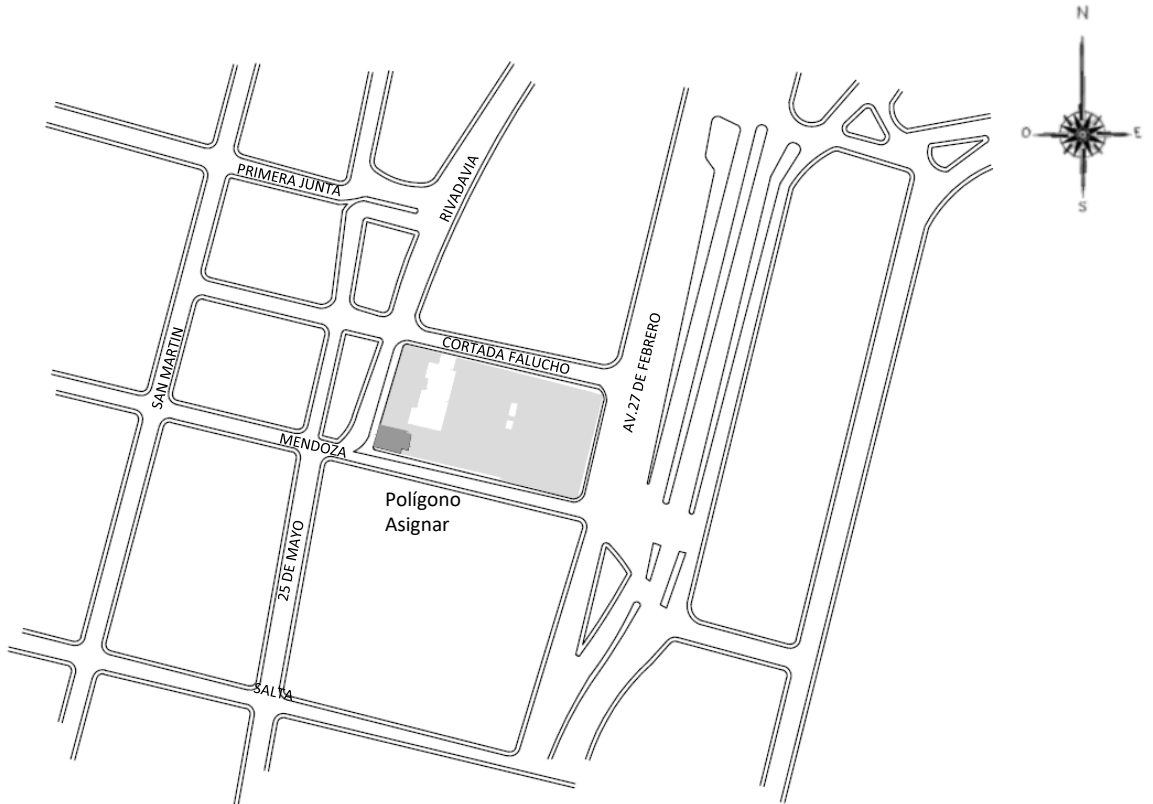 N
O
E
S
PRIMERA JUNTA
RIVADAVIA
CORTADA FALUCHO
AV.27 DE FEBRERO
SAN MARTIN
MENDOZA
Polígono
Asignar
25 DE MAYO
SALTA